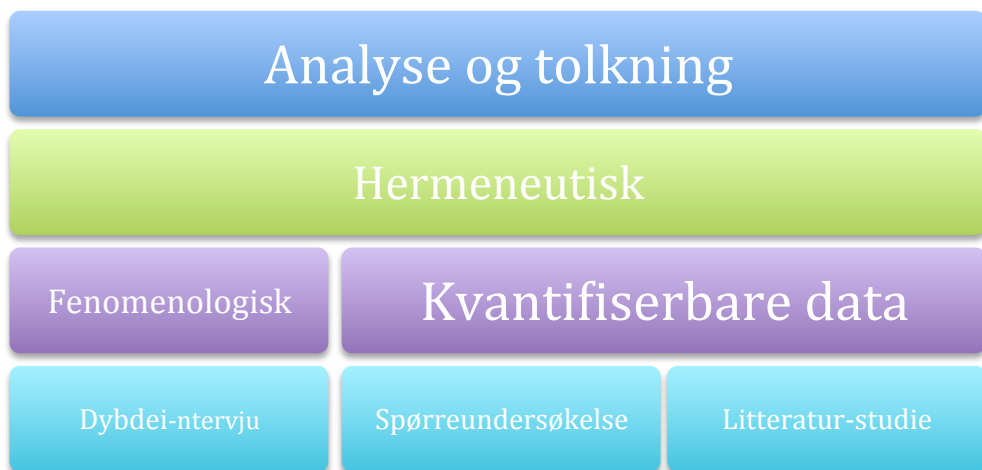 Analyse og tolkning
Hermeneutisk
Fenomenologisk
Kvantifiserbare data
Dybdei-ntervju
Spørreundersøkelse
Litteratur-studie